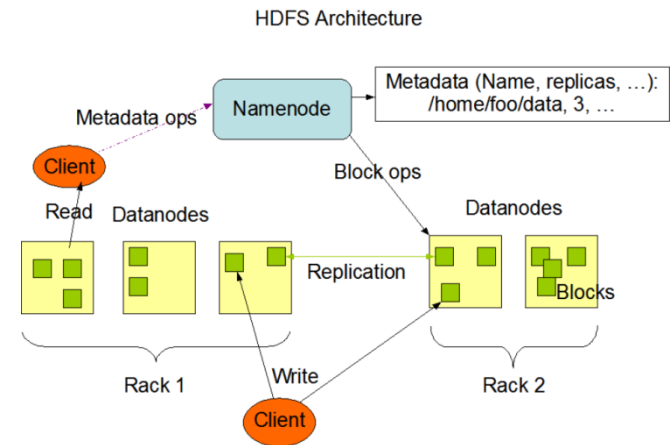 HDFS Architecture
Metadata (Name, replicas, ...):
/home/foo/data, 3, ...
Namenode
Metadata ops
Client
Block ops
Read
Datanodes
Datanodes
Replication
Blocks
Rack 1
Write
Rack 2
Client